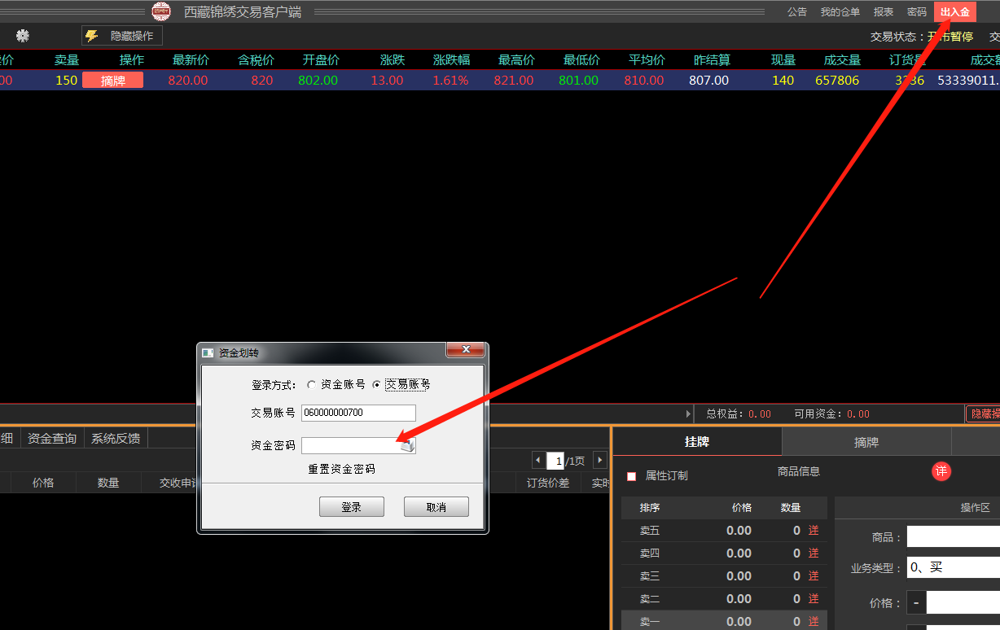 西藏锦绣交易客户端 公告 我的仓单 报表 密码 出入金
隐藏操作 交易状态：开市暂停 交
价 卖量 操作 最新价 含税价 开盘价 涨跌 涨跌幅 最高价 最低价 平均价 昨结算 现量 成交量 订货量 成交
00 150 摘牌 820.00 820 802.00 13.00 1.61% 821.00 801.00 810.00 807.00 140 657806 53339011.
资金划转
登录方式: 资金账号 交易账号
交易账号 060000000700
资金密码
重置资金密码
登录 取消
总权益: 0.00 可用资金: 0.00 隐藏操
细 资金查询 系统反馈
1 /1页
价格 数量 交收申 订货价差 实时
挂牌 摘牌
属性订制 商品信息 详
排序 价格 数量
卖五 0.00 0 详
卖四 0.00 0 详
卖三 0.00 0 详
卖二 0.00 0 详
卖一 0.00 0 详
操作区
商品：
业务类型： 0、买
价格： -